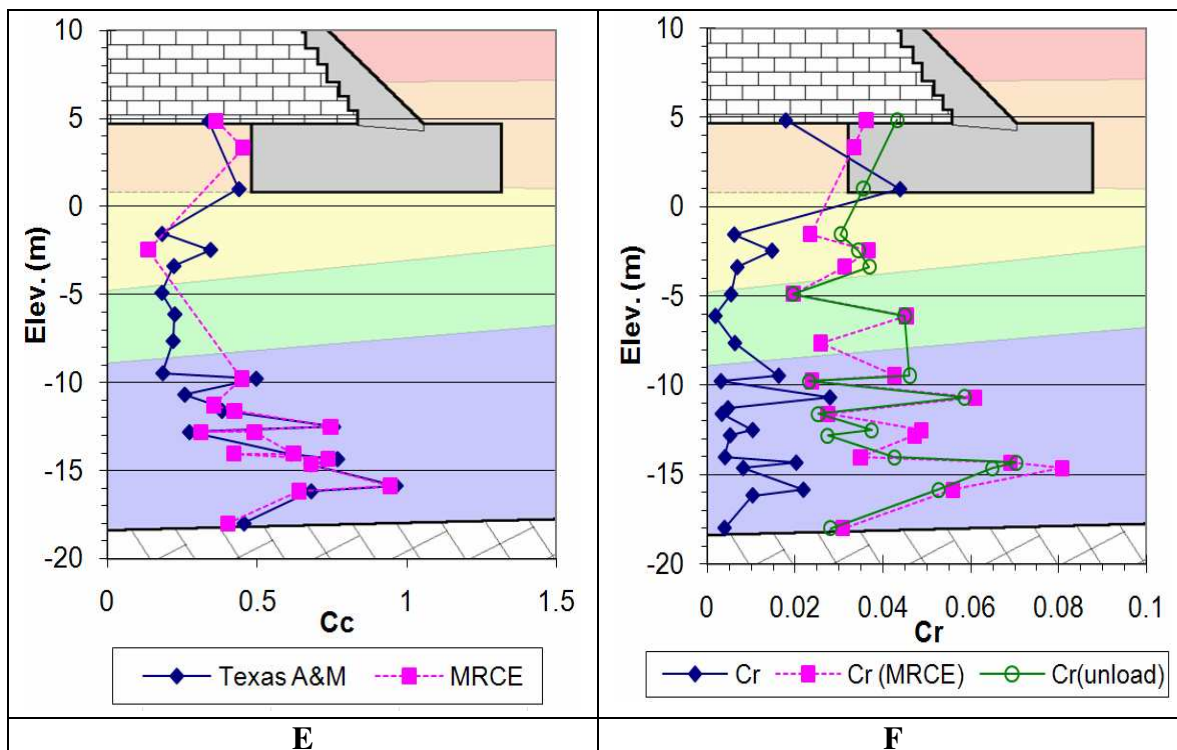 10
5
0
-5
-10
-15
-20
Elev. (m)
0 0.5 1 1.5
Cc
Texas A&M MRCE
E
10
5
0
-5
-10
-15
-20
Elev. (m)
0 0.02 0.04 0.06 0.08 0.1
Cr
Cr Cr (MRCE) Cr(unload)
F